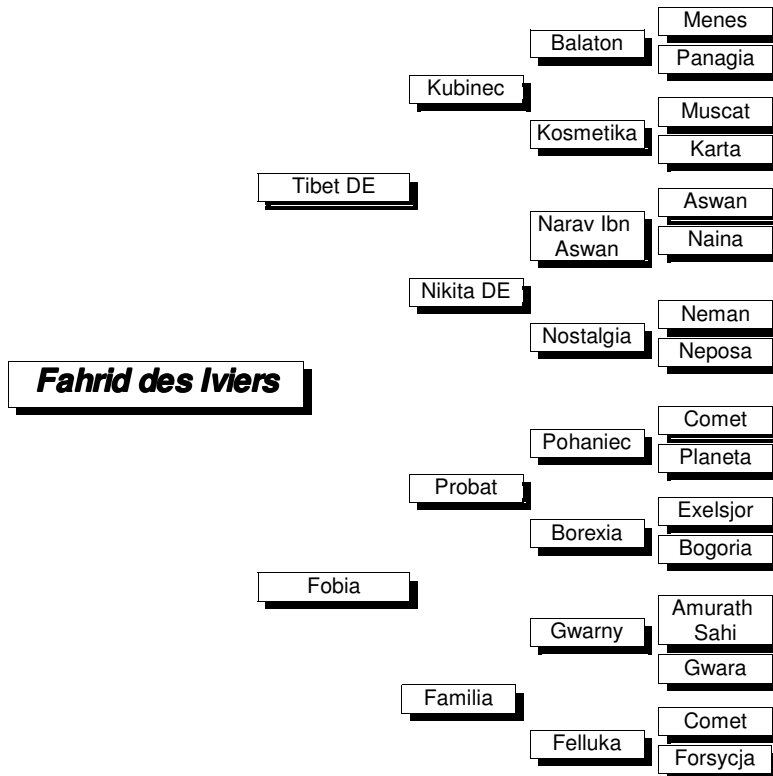 Menes
Balaton
Panagia
Kubinec
Muscat
Kosmetika
Karta
Tibet DE
Aswan
Narav Ibn
Aswan
Naina
Nikita DE
Neman
Nostalgia
Neposa
Fahrid des Iviers
Comet
Pohaniec
Planeta
Probat
Exelsjor
Borexia
Bogoria
Fobia
Amurath
Sahi
Gwarny
Gwara
Familia
Comet
Felluka
Forsycja